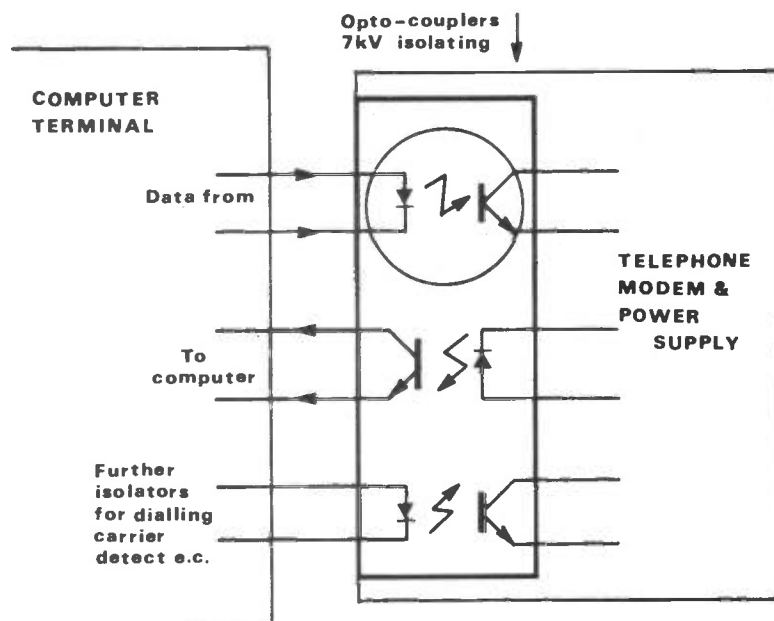 Opto-couplers
7kV isolating
COMPUTER
TERMINAL
Data from
TELEPHONE
MODEM &
POWER
SUPPLY
To
computer
Further
isolators
for dialling
carrier
detect e.c.